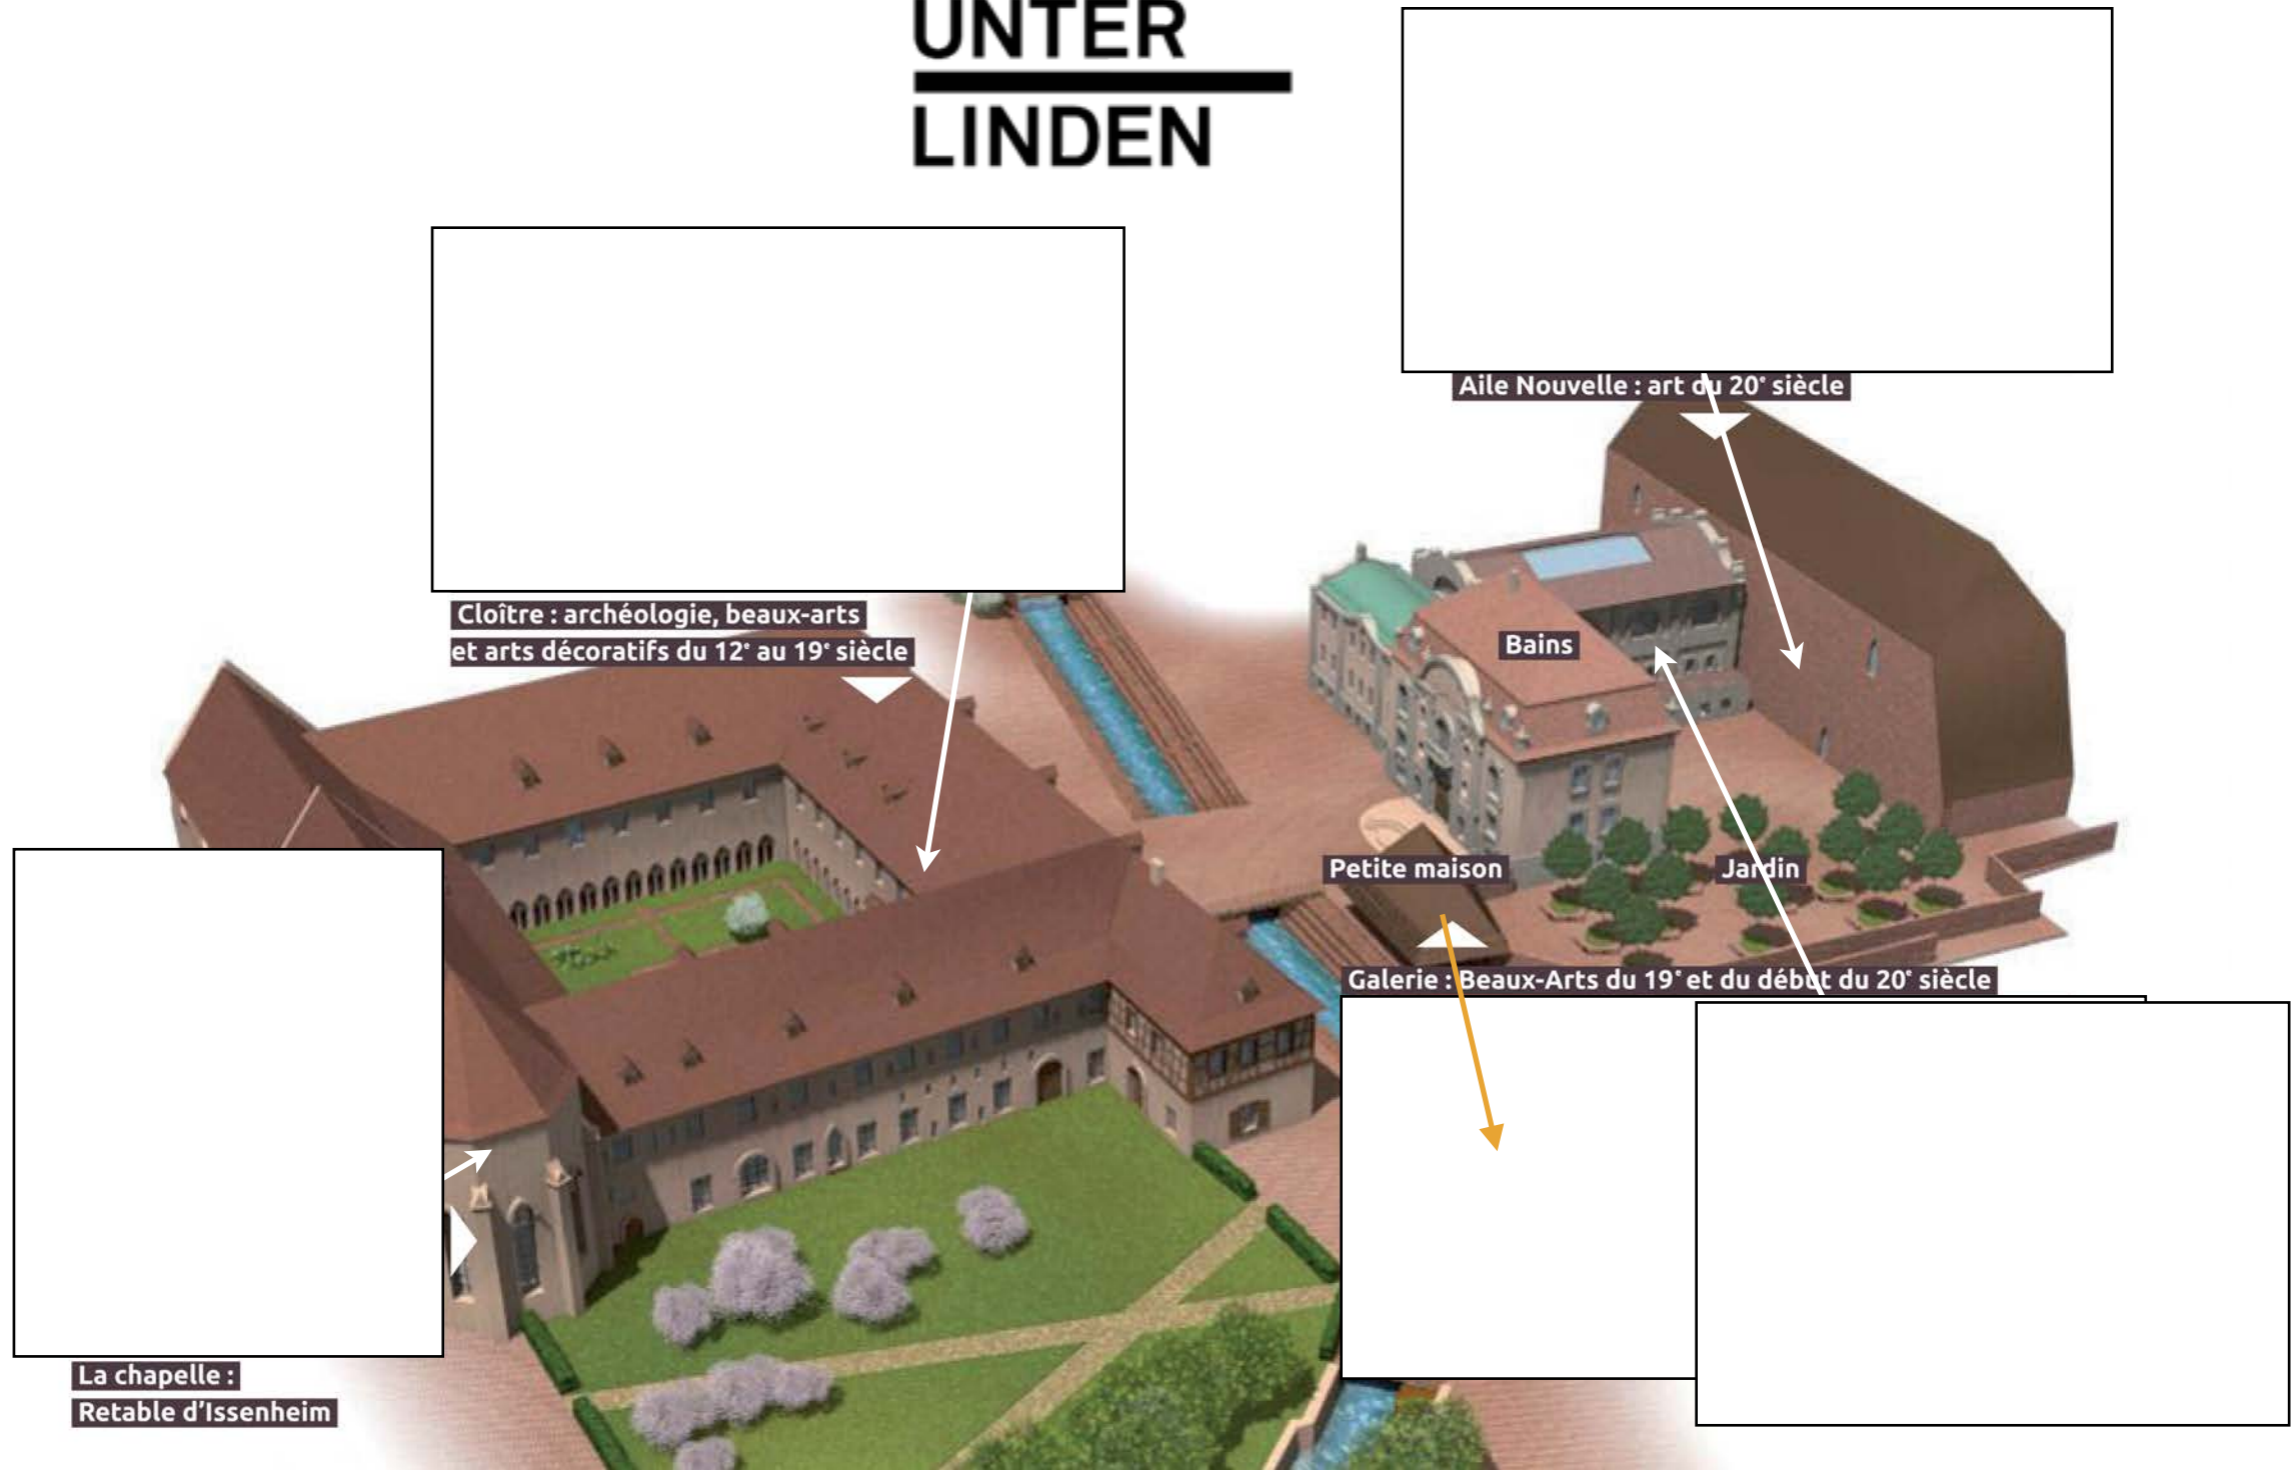 UNTER
LINDEN
Aile Nouvelle : art du 20e siècle
Cloître : archéologie, beaux-arts
et arts décoratifs du 12e au 19e siècle
Bains
Petite maison
Jardin
Galerie : Beaux-Arts du 19e et du début du 20e siècle
La chapelle :
Retable d'Issenheim